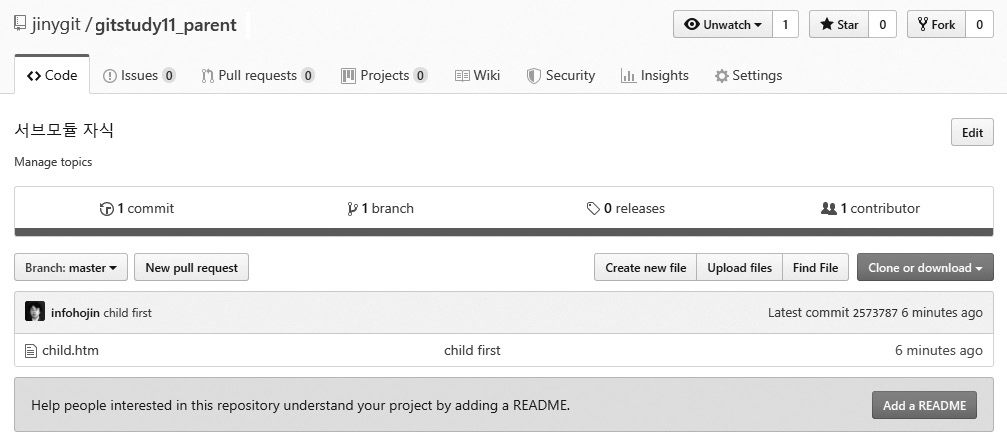 jinygit / gitstudy11_parent Unwatch 1 Star 0 Fork 0
Code Issues 0 Pull requests 0 Projects 0 Wiki Security Insights Settings
서브모듈 자식 Edit
Manage topics
1 commit 1 branch 0 releases 1 contributor
Branch: master New pull request Create new file Upload files Find File Clone or download
infohojin child first Latest commit 2573787 6 minutes ago
child.htm child first 6 minutes ago
Help people interested in this repository understand your project by adding a README. Add a README